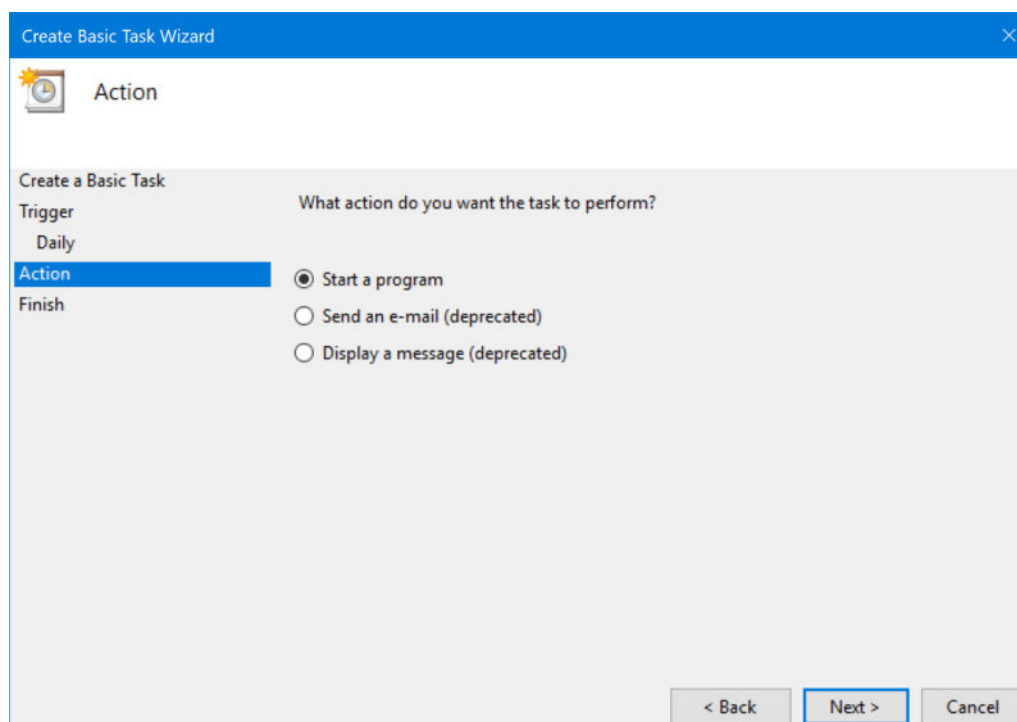 Create Basic Task Wizard
Action
Create a Basic Task
Trigger
Daily
Action
Finish
What action do you want the task to perform?
Start a program
Send an e-mail (deprecated)
Display a message (deprecated)
< Back
Next >
Cancel